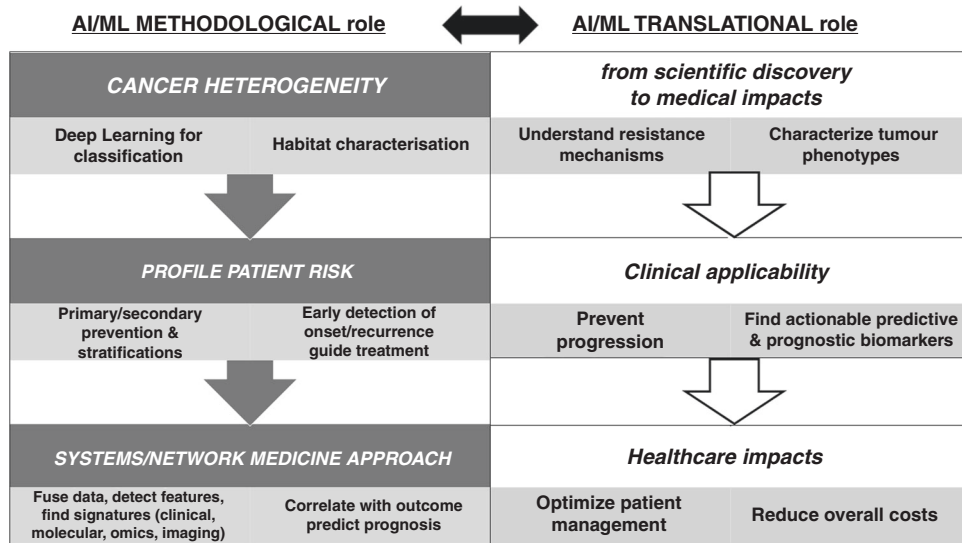 AI/ML METHODOLOGICAL role
AI/ML TRANSLATIONAL role
CANCER HETEROGENEITY
from scientific discovery
to medical impacts
Deep Learning for
classification
Habitat characterisation
Understand resistance
mechanisms
Characterize tumour
phenotypes
PROFILE PATIENT RISK
Clinical applicability
Primary/secondary
prevention &
stratifications
Early detection of
onset/recurrence
guide treatment
Prevent
progression
Find actionable predictive
& prognostic biomarkers
SYSTEMS/NETWORK MEDICINE APPROACH
Healthcare impacts
Fuse data, detect features,
find signatures (clinical,
molecular, omics, imaging)
Correlate with outcome
predict prognosis
Optimize patient
management
Reduce overall costs